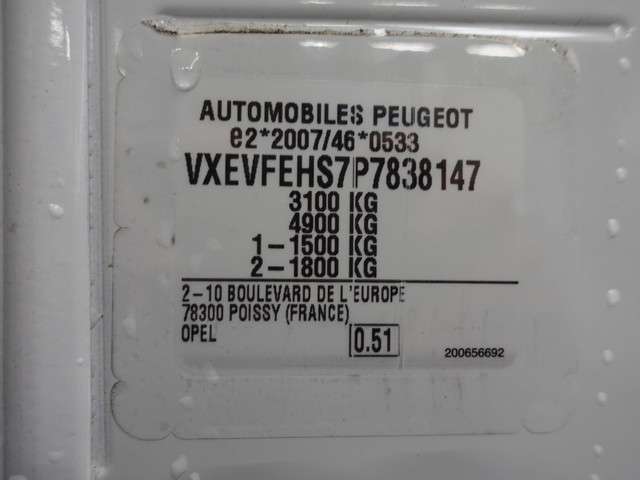 AUTOMOBILES PEUGEOT
e2*2007/46*0533
VXEVFEHS7P7838147
3100 KG
4900 KG
1-1500 KG
2-1800 KG
2-10 BOULEVARD DE L'EUROPE
78300 POISSY (FRANCE)
OPEL 0.51 200656692